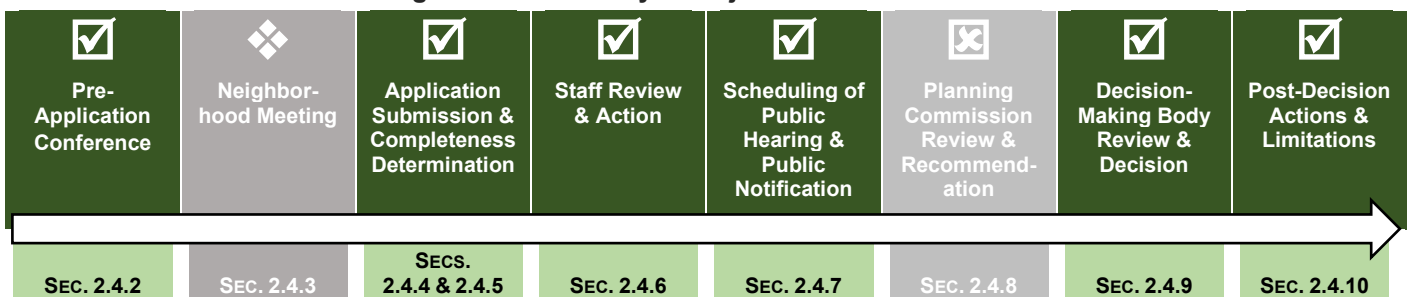 Pre-
Application
Conference
Neighbor-
hood Meeting
Application
Submission &
Completeness
Determination
Staff Review
& Action
Scheduling of
Public
Hearing &
Public
Notification
Planning
Commission
Review &
Recommend-
ation
Decision-
Making Body
Review &
Decision
Post-Decision
Actions &
Limitations
SEC. 2.4.2
SEC. 2.4.3
SECS.
2.4.4 & 2.4.5
SEC. 2.4.6
SEC. 2.4.7
SEC. 2.4.8
SEC. 2.4.9
SEC. 2.4.10